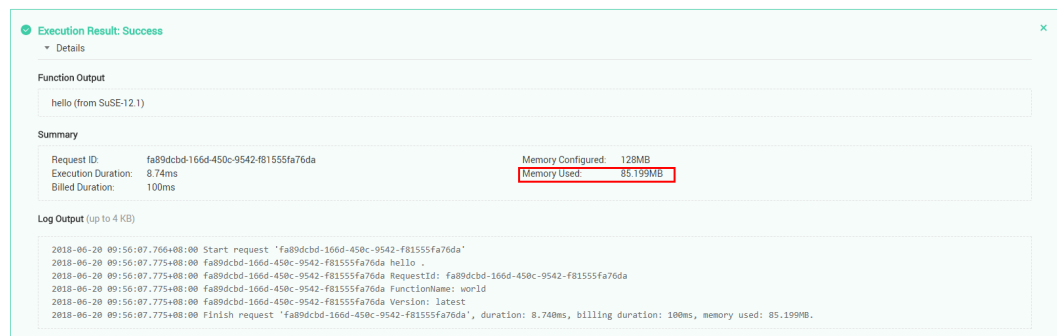 Execution Result: Success
Details
Function Output
hello (from SuSE-12.1)
Summary
Request ID: fa89dcbd-166d-450c-9542-f81555fa76da Memory Configured: 128MB
Execution Duration: 8.74ms Memory Used: 85.199MB
Billed Duration: 100ms
Log Output (up to 4 KB)
2018-06-20 09:56:07.766+08:00 Start request 'fa89dcbd-166d-450c-9542-f81555fa76da'
2018-06-20 09:56:07.775+08:00 fa89dcbd-166d-450c-9542-f81555fa76da hello .
2018-06-20 09:56:07.775+08:00 fa89dcbd-166d-450c-9542-f81555fa76da RequestId: fa89dcbd-166d-450c-9542-f81555fa76da
2018-06-20 09:56:07.775+08:00 fa89dcbd-166d-450c-9542-f81555fa76da FunctionName: world
2018-06-20 09:56:07.775+08:00 fa89dcbd-166d-450c-9542-f81555fa76da Version: latest
2018-06-20 09:56:07.775+08:00 Finish request 'fa89dcbd-166d-450c-9542-f81555fa76da', duration: 8.740ms, billing duration: 100ms, memory used: 85.199MB.